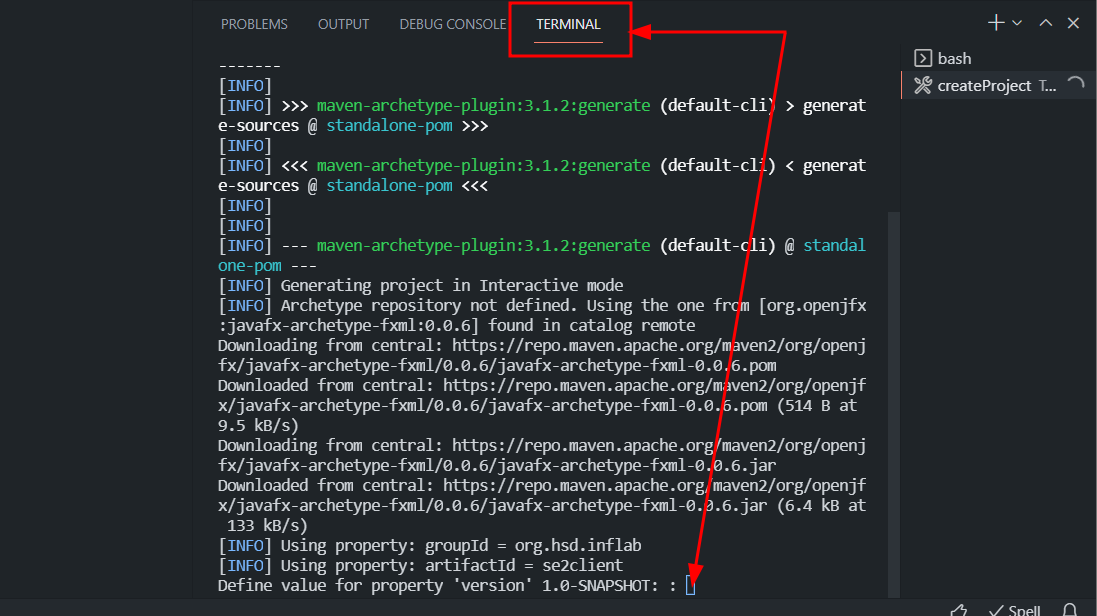 PROBLEMS OUTPUT DEBUG CONSOLE TERMINAL
bash
createProject T...
-------
[INFO]
[INFO] >>> maven-archetype-plugin:3.1.2:generate (default-cli) > generat
e-sources @ standalone-pom >>>
[INFO]
[INFO] <<< maven-archetype-plugin:3.1.2:generate (default-cli) < generat
e-sources @ standalone-pom <<<
[INFO]
[INFO]
[INFO] --- maven-archetype-plugin:3.1.2:generate (default-cli) @ standal
one-pom ---
[INFO] Generating project in Interactive mode
[INFO] Archetype repository not defined. Using the one from [org.openjfx
:javafx-archetype-fxml:0.0.6] found in catalog remote
Downloading from central: https://repo.maven.apache.org/maven2/org/openj
fx/javafx-archetype-fxml/0.0.6/javafx-archetype-fxml-0.0.6.pom
Downloaded from central: https://repo.maven.apache.org/maven2/org/openjf
x/javafx-archetype-fxml/0.0.6/javafx-archetype-fxml-0.0.6.pom (514 B at
9.5 kB/s)
Downloading from central: https://repo.maven.apache.org/maven2/org/openj
fx/javafx-archetype-fxml/0.0.6/javafx-archetype-fxml-0.0.6.jar
Downloaded from central: https://repo.maven.apache.org/maven2/org/openjf
x/javafx-archetype-fxml/0.0.6/javafx-archetype-fxml-0.0.6.jar (6.4 kB at
133 kB/s)
[INFO] Using property: groupId = org.hsd.inflab
[INFO] Using property: artifactId = se2client
Define value for property 'version' 1.0-SNAPSHOT: :
Spell